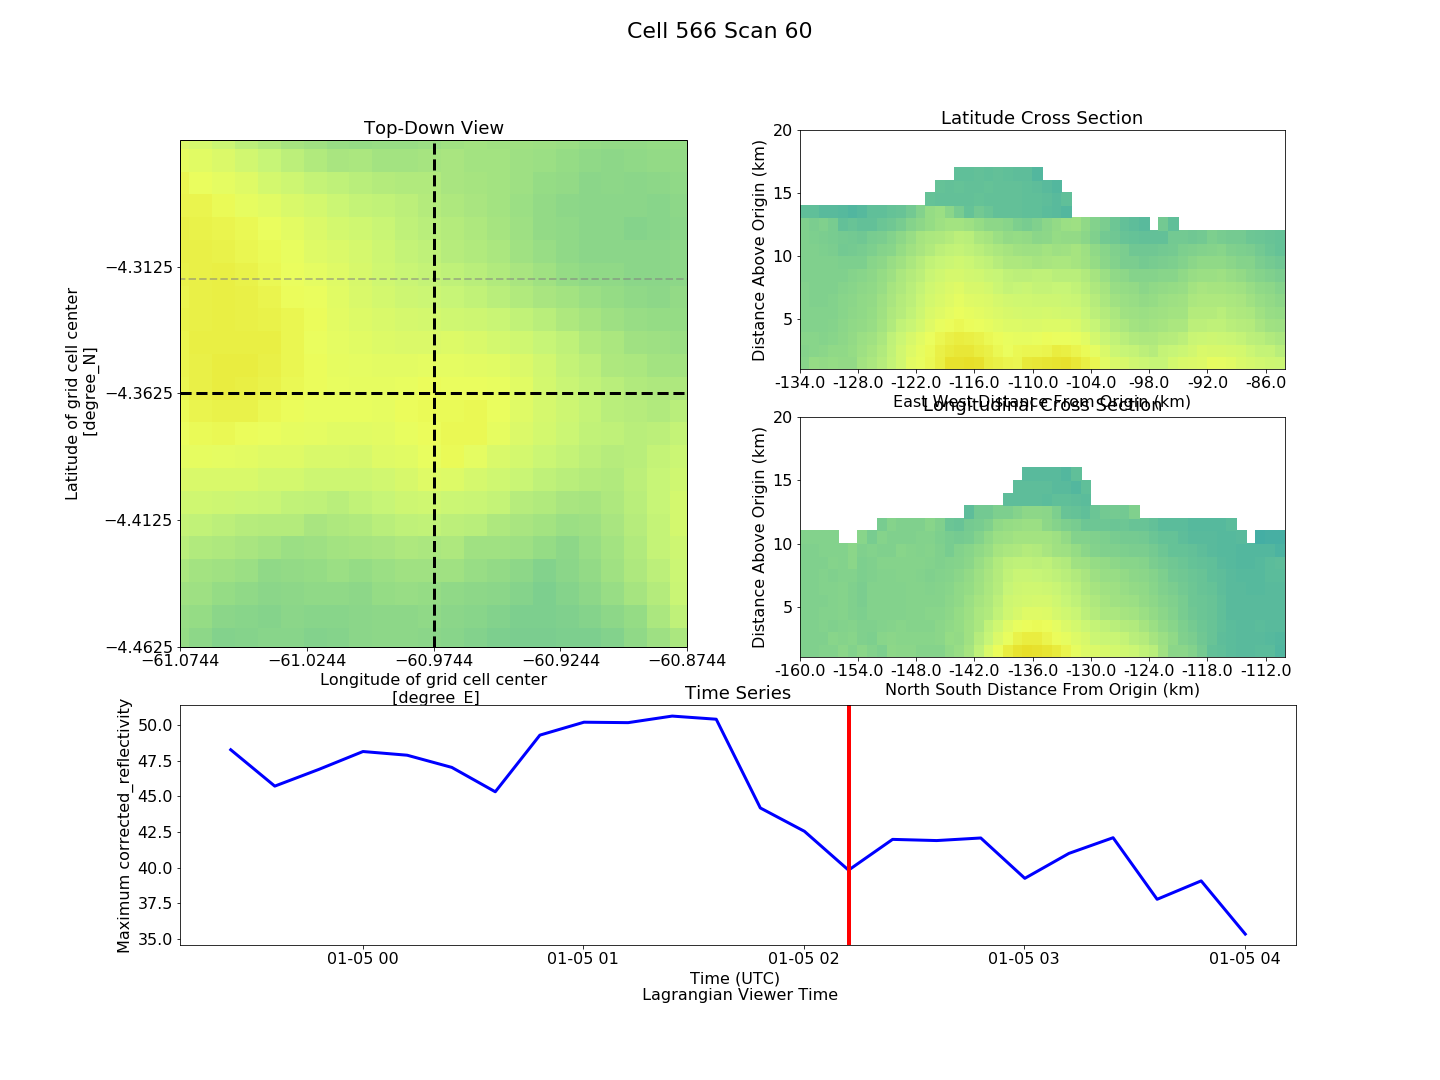 Cell 566 Scan 60
Top-Down View
−4.3125
−4.3625
−4.4125
−4.4625
Latitude of grid cell center
[degree_N]
−61.0744 −61.0244 −60.9744 −60.9244 −60.8744
Longitude of grid cell center
[degree_E]
Latitude Cross Section
20
15
10
5
Distance Above Origin (km)
-134.0 -128.0 -122.0 -116.0 -110.0 -104.0 -98.0 -92.0 -86.0
East West Distance From Origin (km)
Longitudinal Cross Section
20
15
10
5
Distance Above Origin (km)
-160.0 -154.0 -148.0 -142.0 -136.0 -130.0 -124.0 -118.0 -112.0
North South Distance From Origin (km)
Time Series
50.0
47.5
45.0
42.5
40.0
37.5
35.0
Maximum corrected_reflectivity
01-05 00 01-05 01 01-05 02 01-05 03 01-05 04
Time (UTC)
Lagrangian Viewer Time